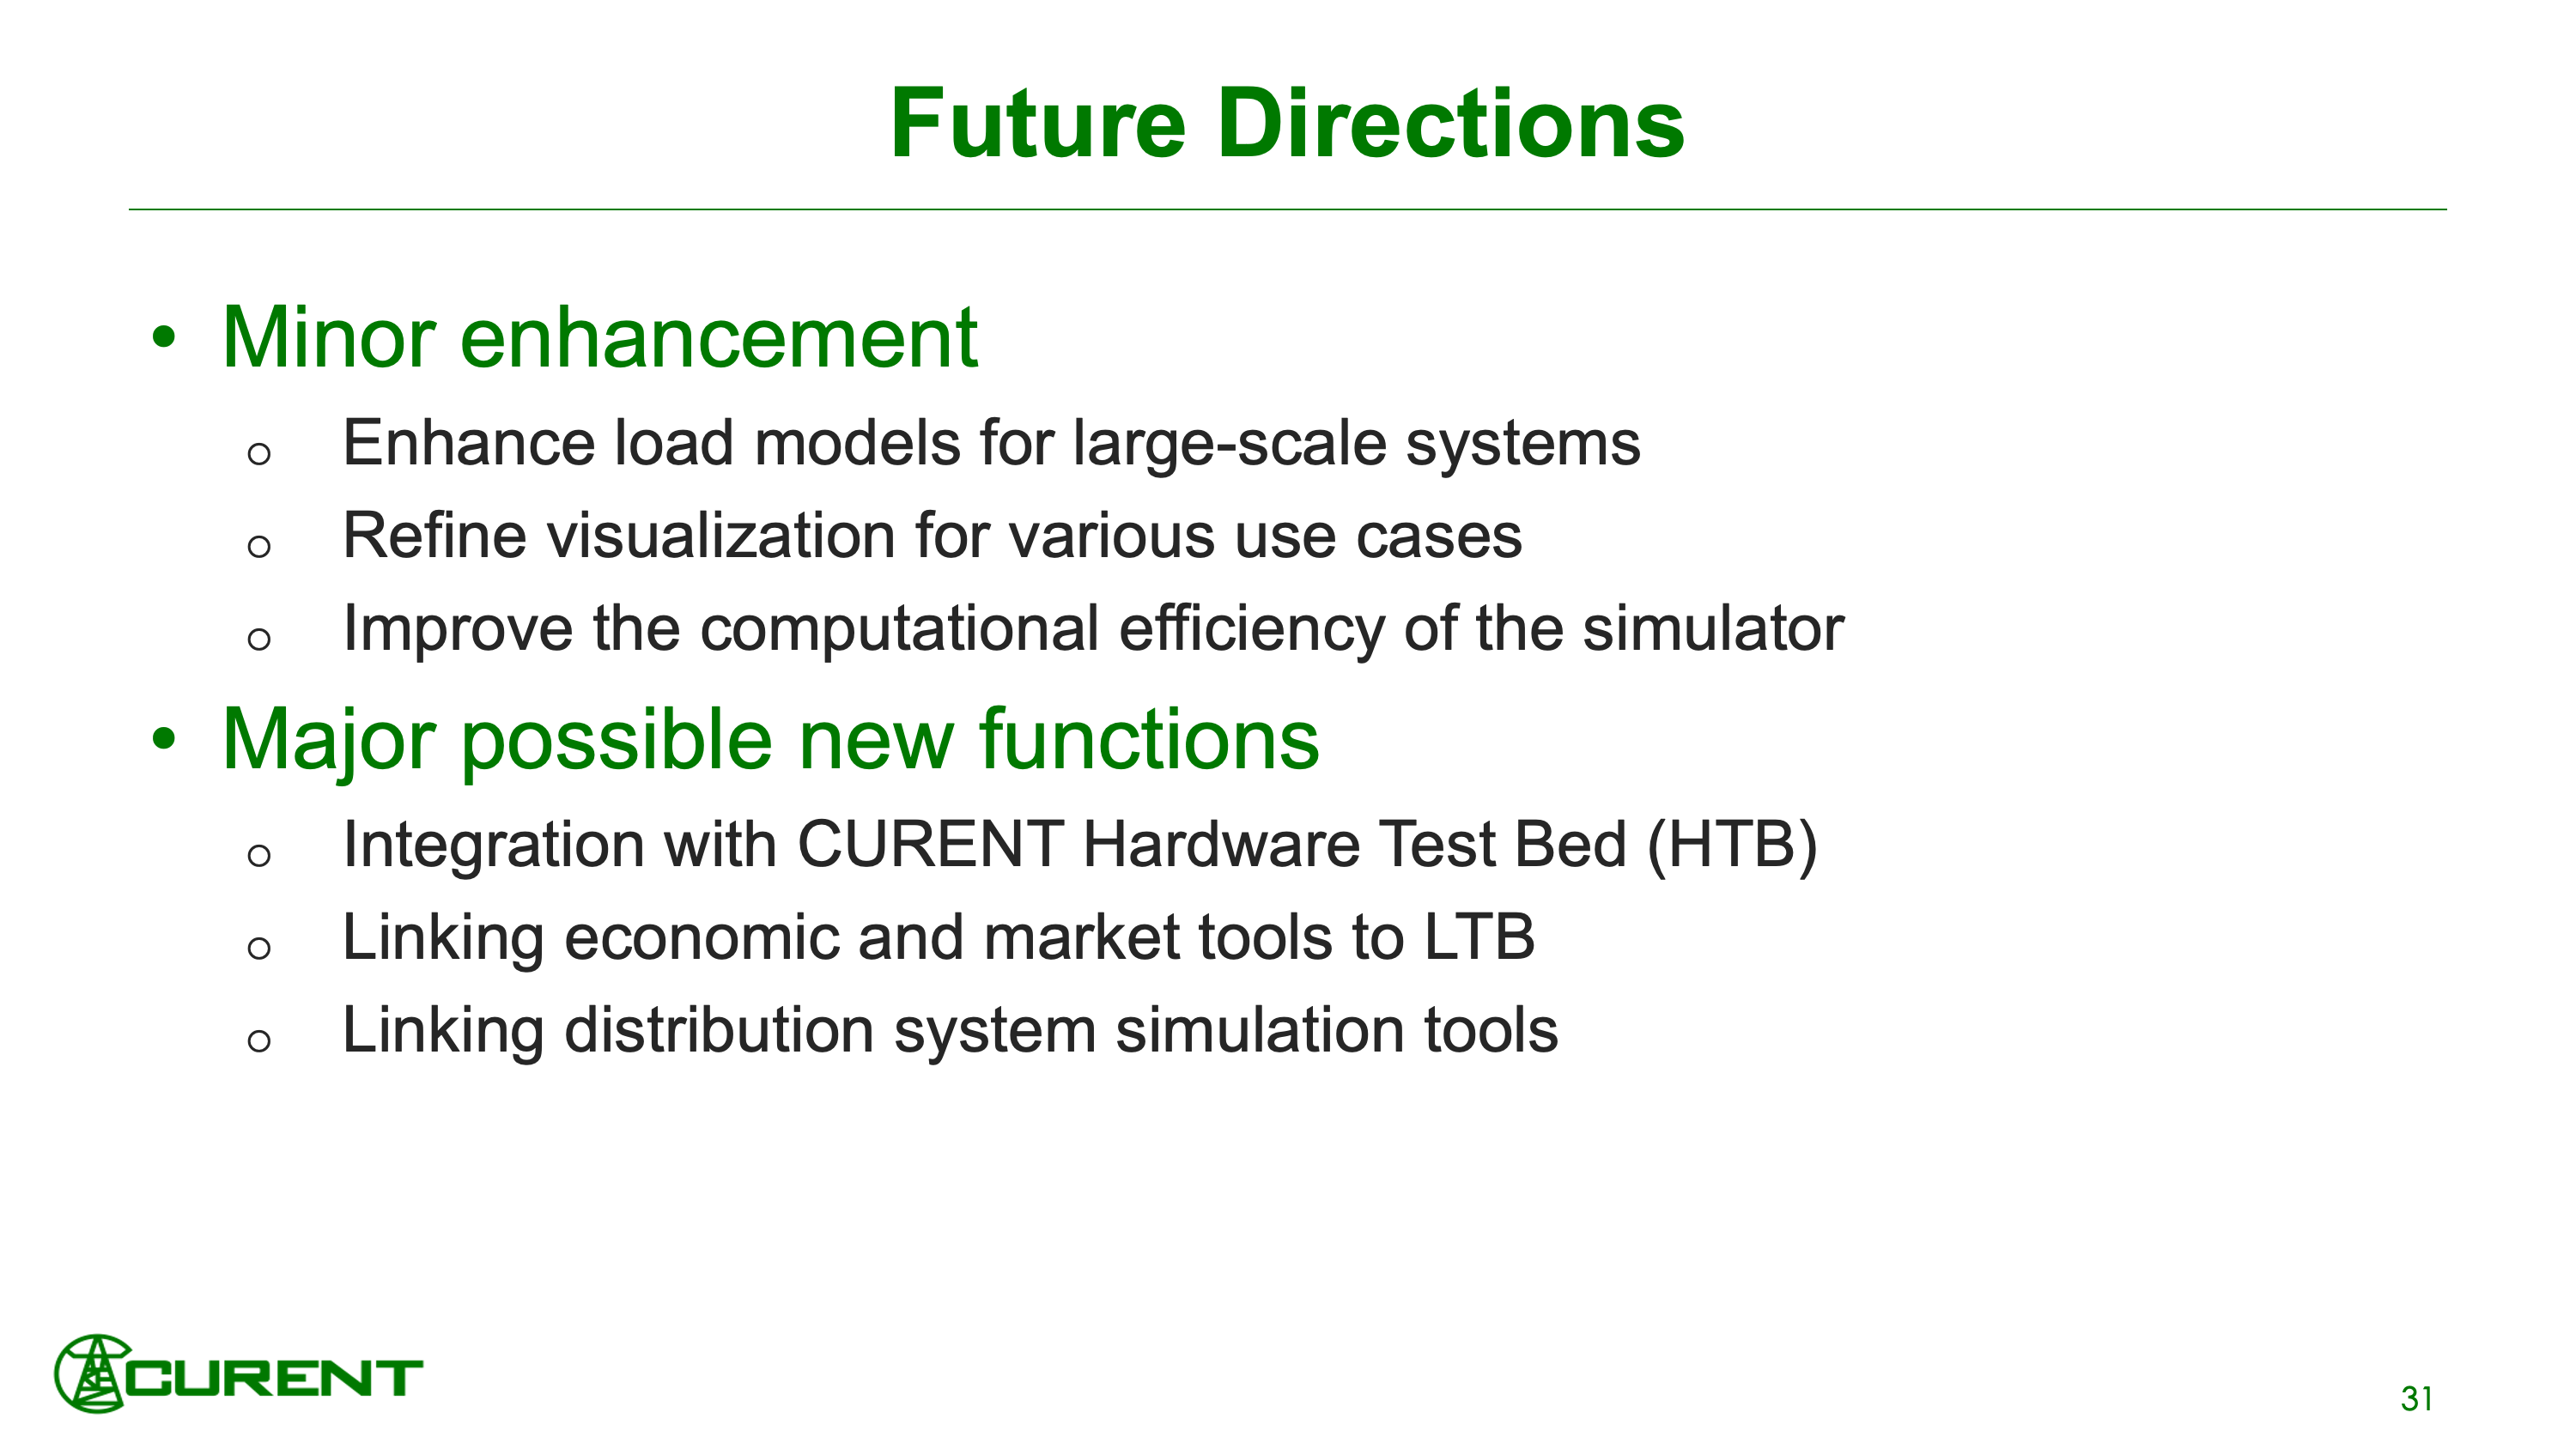 Future Directions
• Minor enhancement
o Enhance load models for large-scale systems
o Refine visualization for various use cases
o Improve the computational efficiency of the simulator
• Major possible new functions
o Integration with CURENT Hardware Test Bed (HTB)
o Linking economic and market tools to LTB
o Linking distribution system simulation tools
CURENT
31